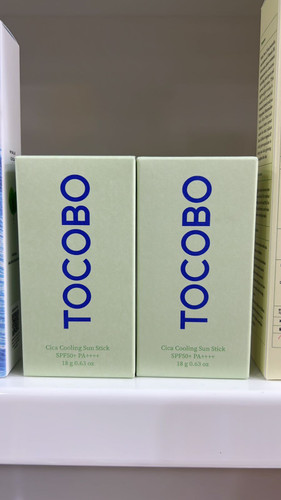 TOCOBO
Cica Cooling Sun Stick
SPF50+ PA++++
18 g 0.63 oz
TOCOBO
Cica Cooling Sun Stick
SPF50+ PA++++
18 g 0.63 oz